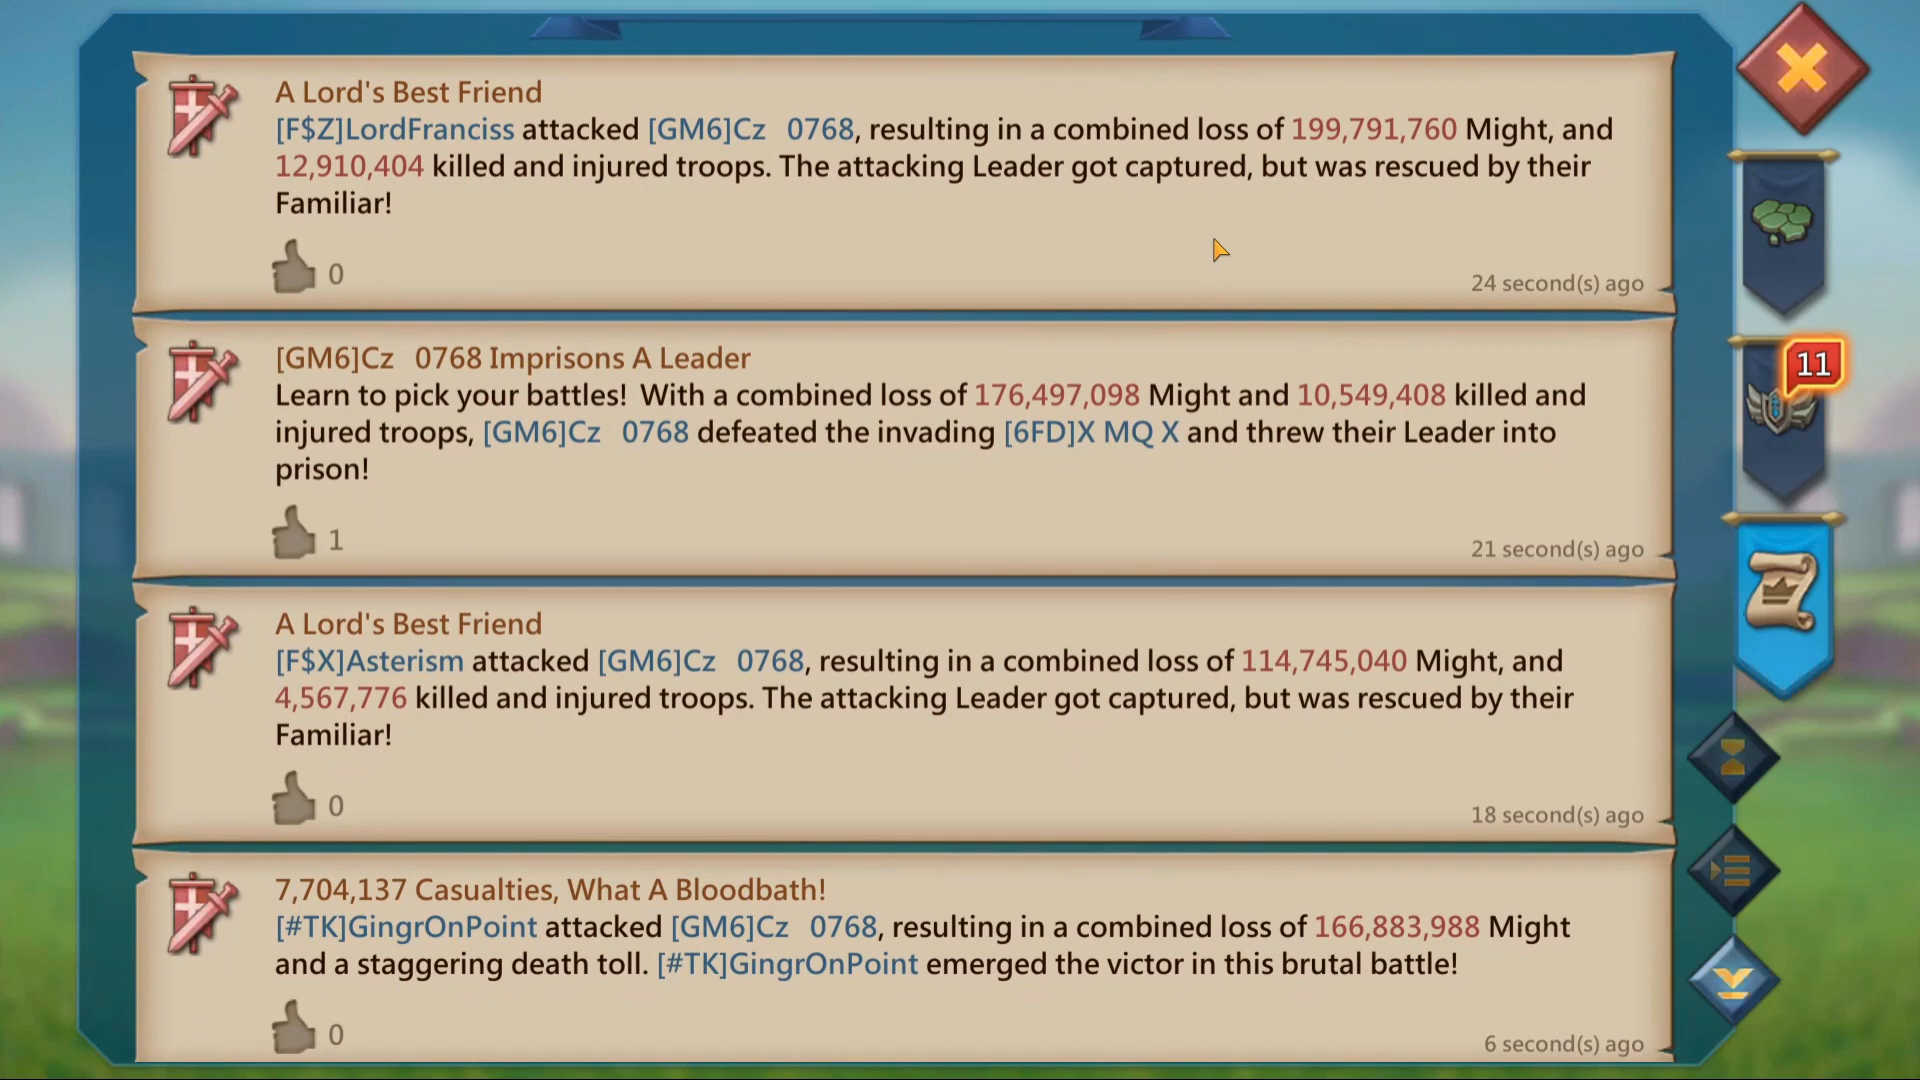 A Lord's Best Friend
[F$Z]LordFranciss attacked [GM6]Cz   0768, resulting in a combined loss of 199,791,760 Might, and
12,910,404 killed and injured troops. The attacking Leader got captured, but was rescued by their
Familiar!
0
24 second(s) ago
11
[GM6]Cz   0768 Imprisons A Leader
Learn to pick your battles!  With a combined loss of 176,497,098 Might and 10,549,408 killed and
injured troops, [GM6]Cz   0768 defeated the invading [6FD]X MQ X and threw their Leader into
prison!
1
21 second(s) ago
A Lord's Best Friend
[F$X]Asterism attacked [GM6]Cz   0768, resulting in a combined loss of 114,745,040 Might, and
4,567,776 killed and injured troops. The attacking Leader got captured, but was rescued by their
Familiar!
0
18 second(s) ago
7,704,137 Casualties, What A Bloodbath!
[#TK]GingrOnPoint attacked [GM6]Cz   0768, resulting in a combined loss of 166,883,988 Might
and a staggering death toll. [#TK]GingrOnPoint emerged the victor in this brutal battle!
0
6 second(s) ago